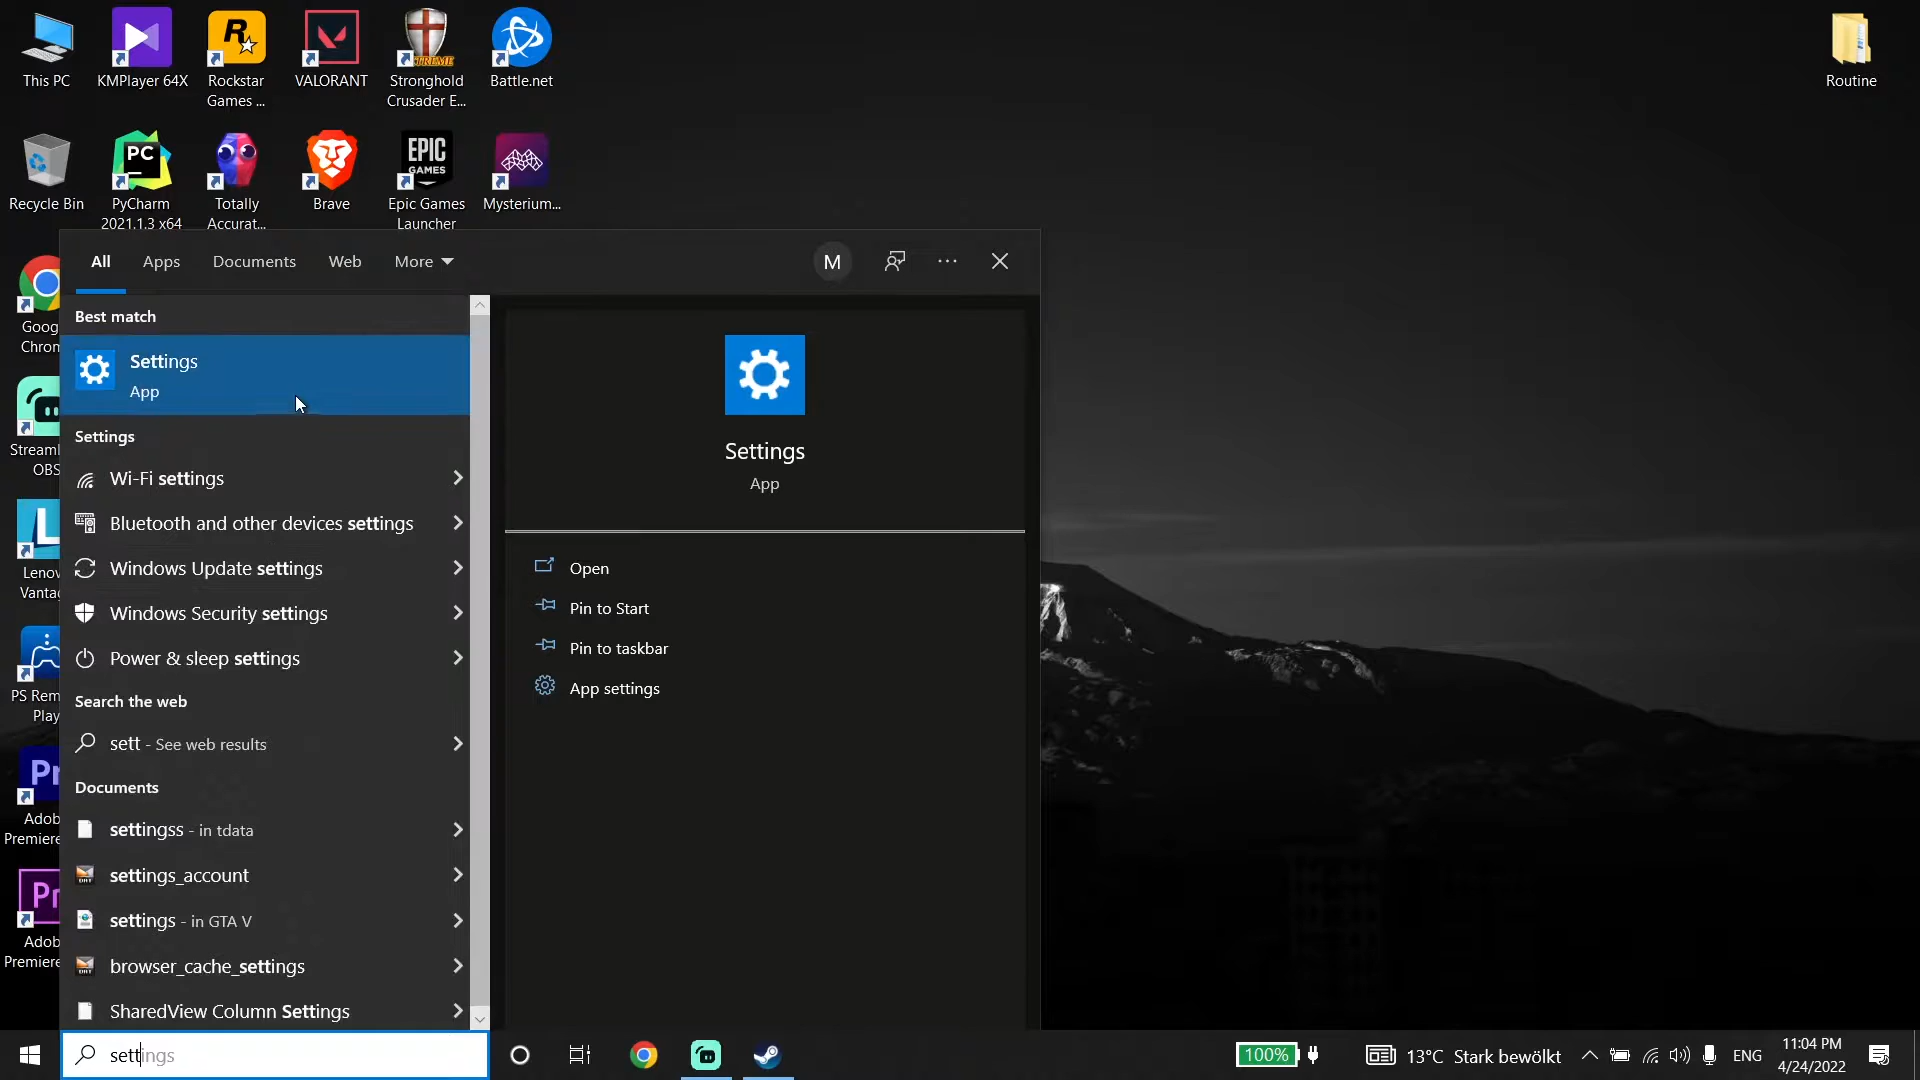 This PC
KMPlayer 64X
Rockstar
Games ...
VALORANT
Stronghold
Crusader E...
Battle.net
Routine
Recycle Bin
PyCharm
2021.1.3 x64
Totally
Accurat...
Brave
EPIC
GAMES
Epic Games
Launcher
Mysterium...
Goog
Chrom
Streaml
OBS
Lenov
Vantag
PS Rem
Play
Adob
Premiere
Adob
Premiere
All
Apps
Documents
Web
More
M
Best match
Settings
App
Settings
Wi-Fi settings
Bluetooth and other devices settings
Windows Update settings
Windows Security settings
Power & sleep settings
Search the web
sett - See web results
Documents
settingss - in tdata
settings_account
settings - in GTA V
browser_cache_settings
SharedView Column Settings
Settings
App
Open
Pin to Start
Pin to taskbar
App settings
settings
100%
13°C Stark bewölkt
ENG
11:04 PM
4/24/2022